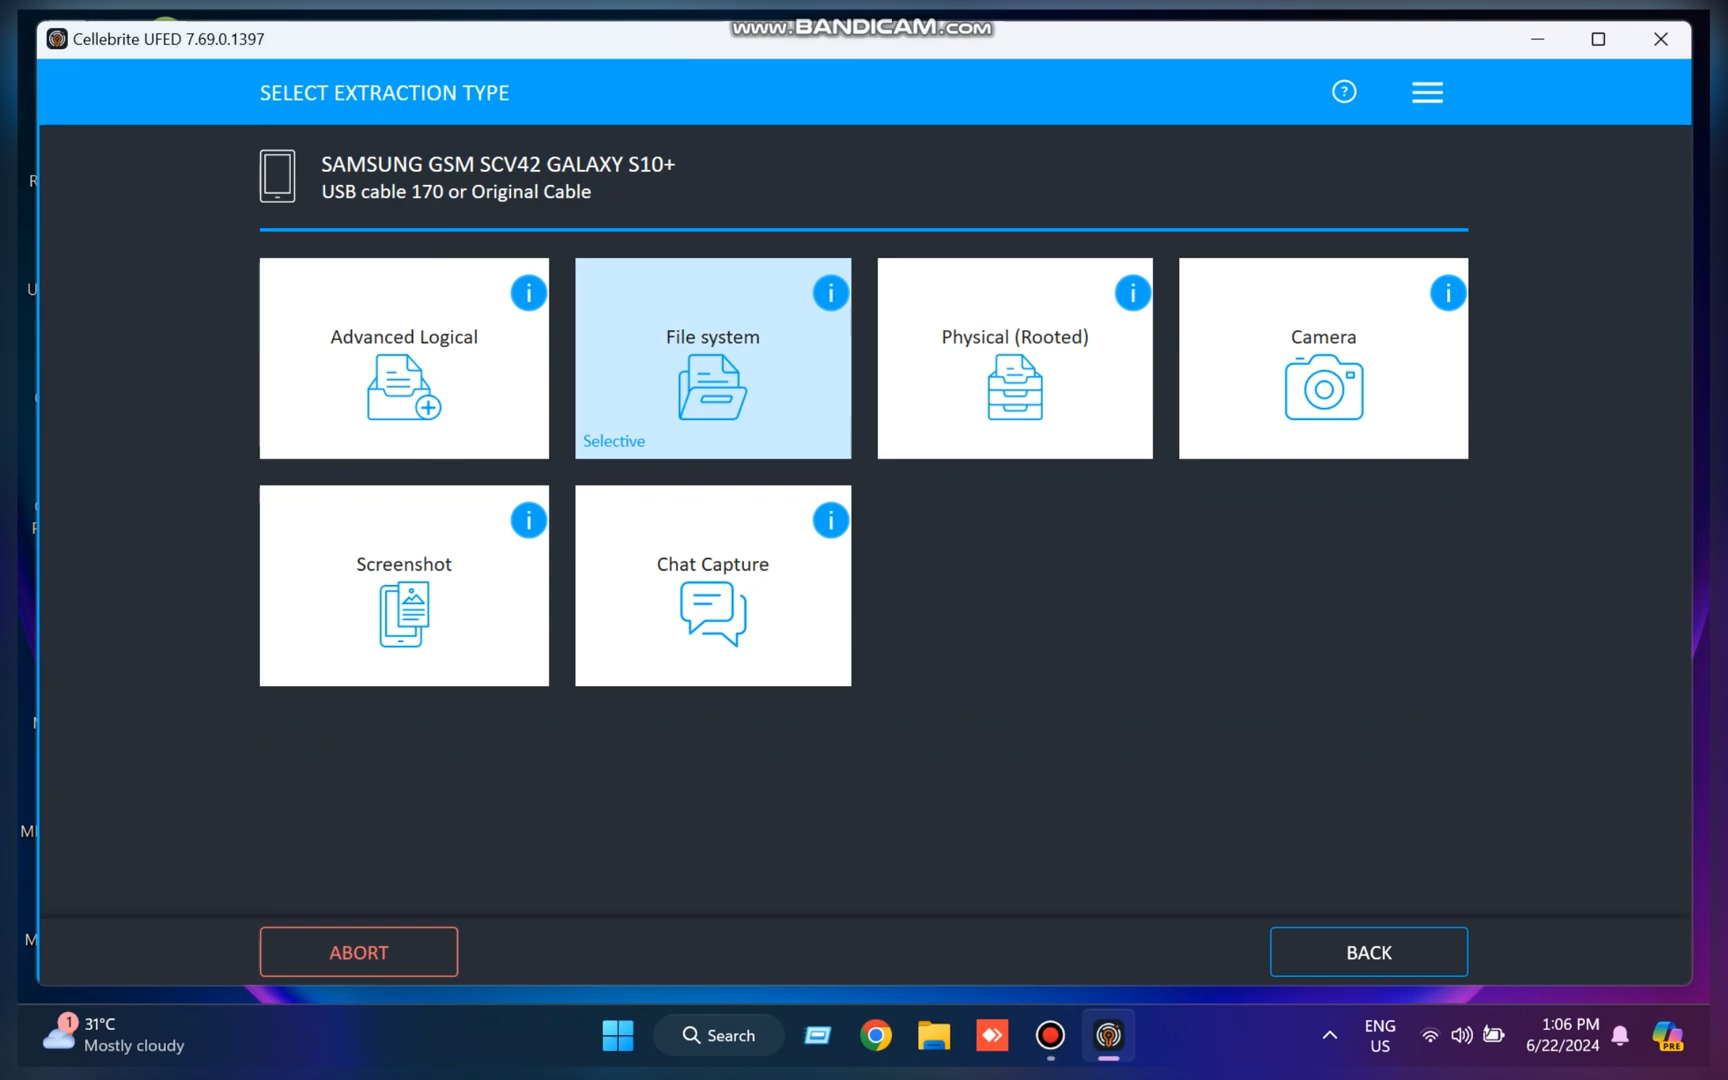 www.BANDICAM.COM
Cellebrite UFED 7.69.0.1397
SELECT EXTRACTION TYPE
?
SAMSUNG GSM SCV42 GALAXY S10+
USB cable 170 or Original Cable
i
i
i
i
Advanced Logical
File system
Physical (Rooted)
Camera
Selective
i
i
Screenshot
Chat Capture
ABORT
BACK
1
31°C
Mostly cloudy
Search
ENG
US
1:06 PM
6/22/2024
PRE